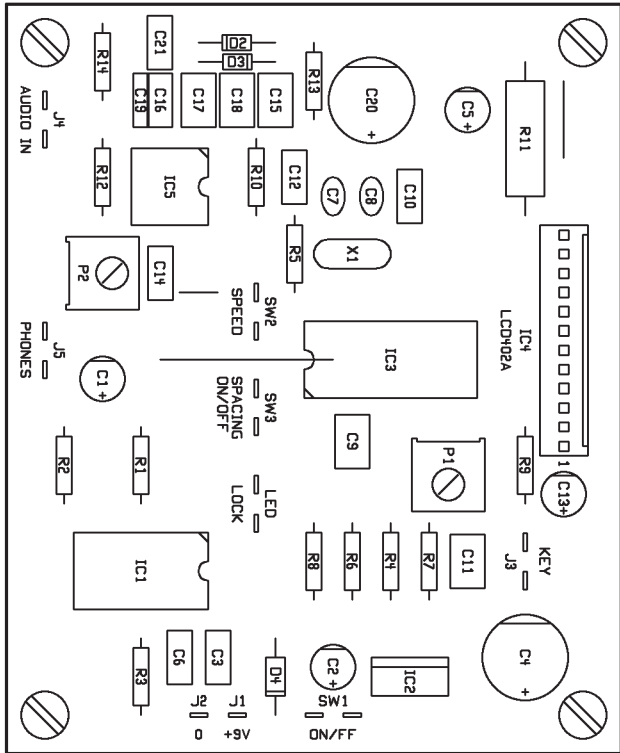 C21
D2
D3
R14
R13
C19
C16
C17
C18
C15
C20
+
C5
+
R11
J4
AUDIO IN
R12
IC5
R10
C12
C7
C8
C10
P2
C14
R5
X1
SW2
SPEED
IC3
IC4
LCD402A
J5
PHONES
C1
+
SW3
SPACING
ON/OFF
C9
P1
R9
1
C13
+
R2
R1
LED
LOCK
IC1
R8
R6
R4
R7
C11
KEY
J3
R3
C6
C3
D4
C2
+
IC2
C4
+
J2
J1
SW1
0
+9V
ON/FF